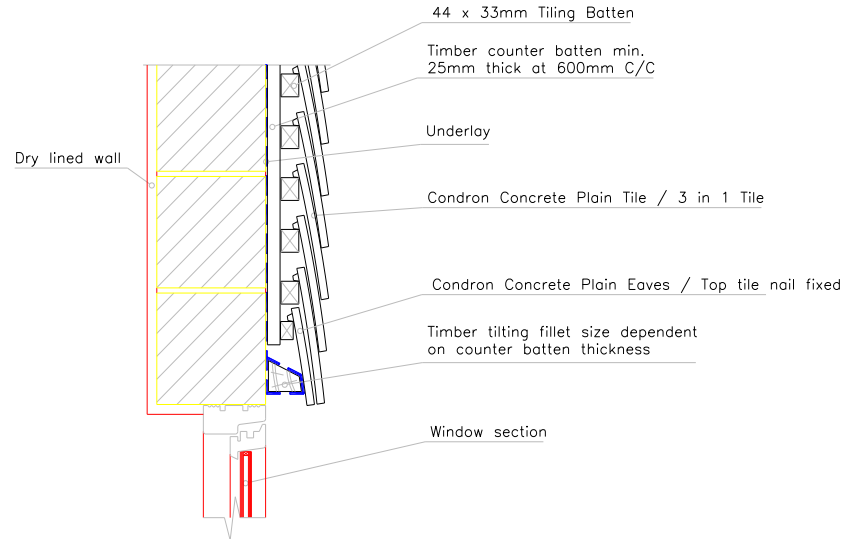 44 x 33mm Tiling Batten
Timber counter batten min.
25mm thick at 600mm C/C
Underlay
Dry lined wall
Condron Concrete Plain Tile / 3 in 1 Tile
Condron Concrete Plain Eaves / Top tile nail fixed
Timber tilting fillet size dependent
on counter batten thickness
Window section